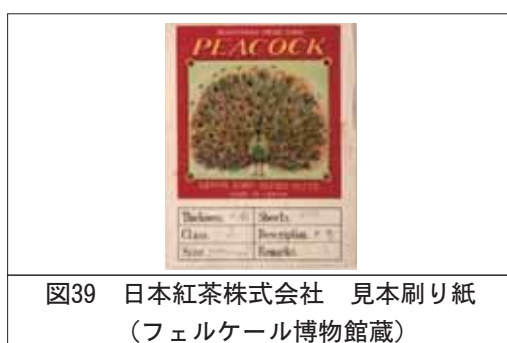 PEACOCK
Thickness
Sheets
Class
Description
Size
Remarks
図39 日本紅茶株式会社 見本刷り紙
（フェルケール博物館蔵）